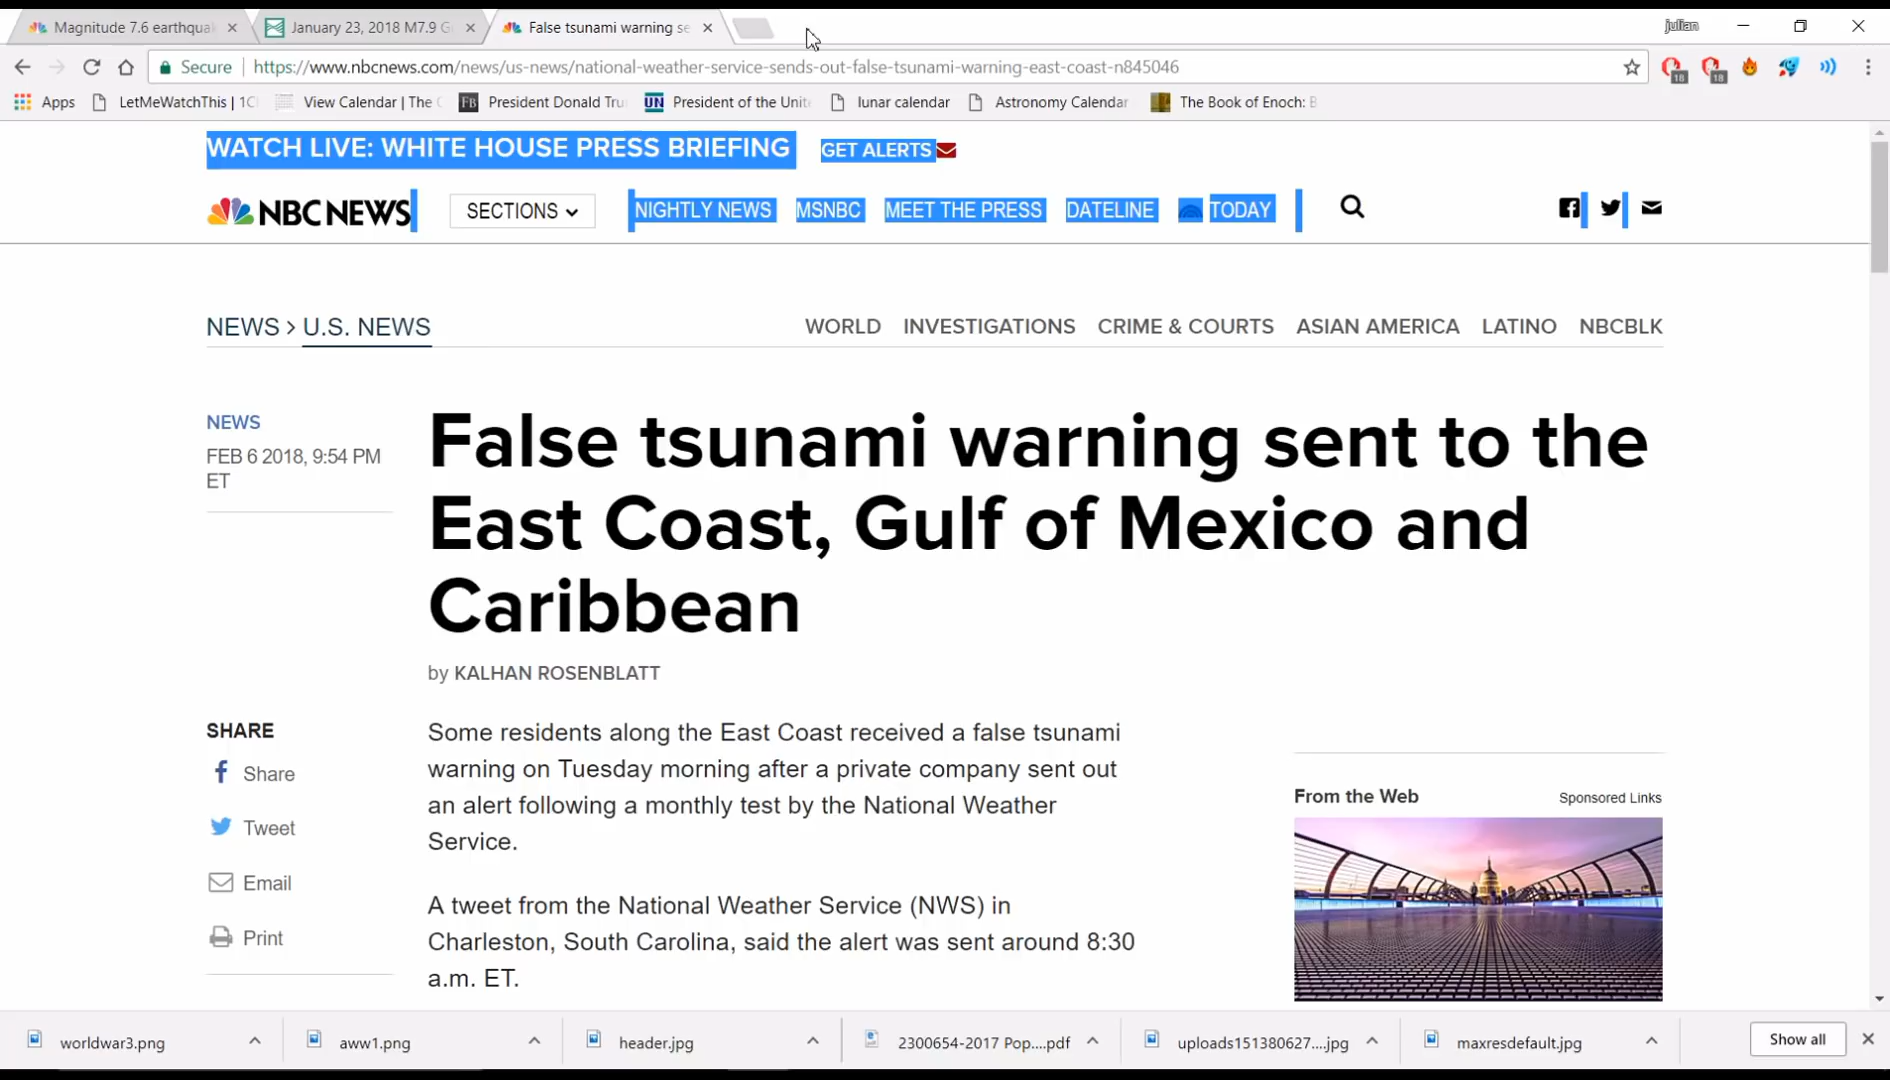 Magnitude 7.6 earthqua
January 23, 2018 M7.9 G
False tsunami warning se
julian
Secure
https://www.nbcnews.com/news/us-news/national-weather-service-sends-out-false-tsunami-warning-east-coast-n845046
18
18
Apps
LetMeWatchThis | 1C
View Calendar | The C
FB
President Donald Tru
UN
President of the Unit
lunar calendar
Astronomy Calendar
The Book of Enoch: B
WATCH LIVE: WHITE HOUSE PRESS BRIEFING
GET ALERTS
NBC NEWS
SECTIONS
NIGHTLY NEWS
MSNBC
MEET THE PRESS
DATELINE
TODAY
NEWS > U.S. NEWS
WORLD
INVESTIGATIONS
CRIME & COURTS
ASIAN AMERICA
LATINO
NBCBLK
NEWS
FEB 6 2018, 9:54 PM
ET
False tsunami warning sent to the
East Coast, Gulf of Mexico and
Caribbean
by KALHAN ROSENBLATT
SHARE
Share
Tweet
Email
Print
Some residents along the East Coast received a false tsunami
warning on Tuesday morning after a private company sent out
an alert following a monthly test by the National Weather
Service.
A tweet from the National Weather Service (NWS) in
Charleston, South Carolina, said the alert was sent around 8:30
a.m. ET.
From the Web
Sponsored Links
worldwar3.png
aww1.png
header.jpg
2300654-2017 Pop....pdf
uploads151380627....jpg
maxresdefault.jpg
Show all